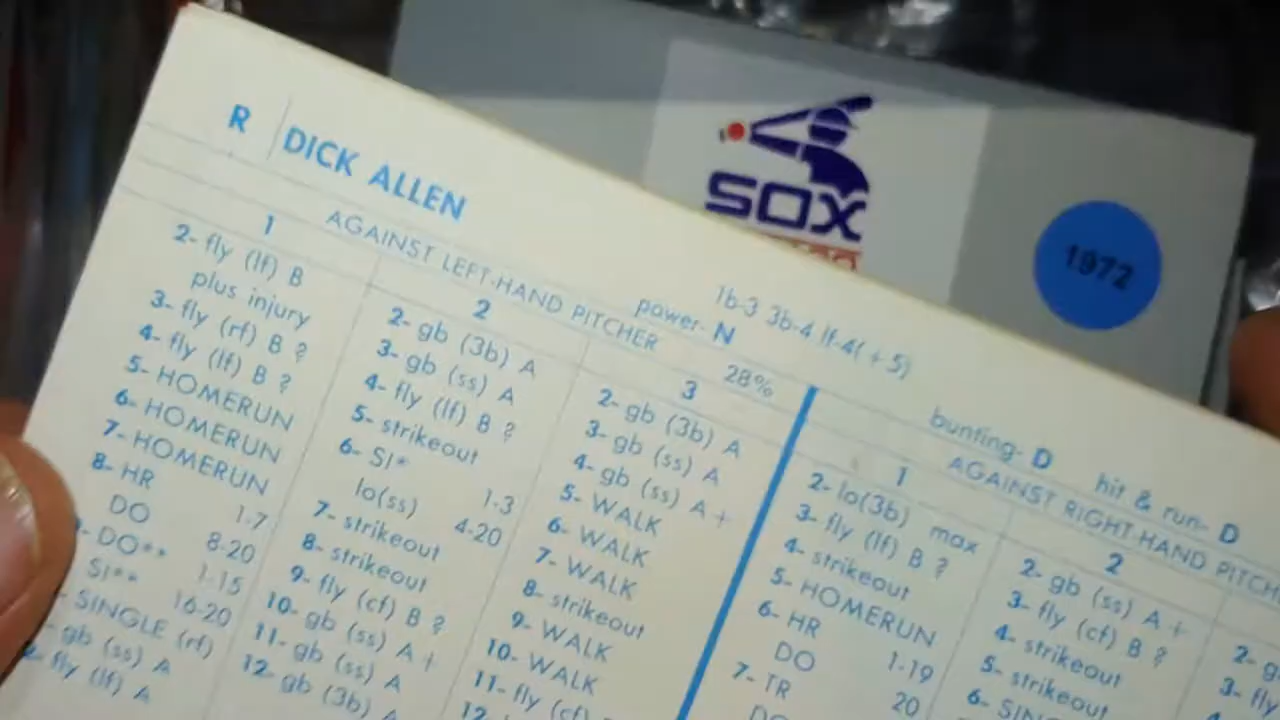 SOX
1972
R DICK ALLEN
1b-3 3b-4 lf-4(+5)
power- N
bunting- D hit & run- D
AGAINST LEFT-HAND PITCHER 28%
1
2- fly (lf) B
plus injury
3- fly (rf) B ?
4- fly (lf) B ?
5- HOMERUN
6- HOMERUN
7- HOMERUN
8- HR 1-7
DO 8-20
DO** 1-15
SI** 16-20
SINGLE (rf)
gb (ss) A
fly (lf) A
2
2- gb (3b) A
3- gb (ss) A
4- fly (lf) B ?
5- strikeout
6- SI* 1-3
lo(ss) 4-20
7- strikeout
8- strikeout
9- fly (cf) B ?
10- gb (ss) A +
11- gb (ss) A
12- gb (3b) A
3
2- gb (3b) A
3- gb (ss) A
4- gb (ss) A +
5- WALK
6- WALK
7- WALK
8- strikeout
9- WALK
10- WALK
11- fly (cf)
12-
AGAINST RIGHT-HAND PITCH
1
2- lo(3b) max
3- fly (lf) B ?
4- strikeout
5- HOMERUN
6- HR 1-19
DO 20
7- TR
DO
2
2- gb (ss) A +
3- fly (cf) B ?
4- strikeout
5- strikeout
6- SIN
2- g
3- fly